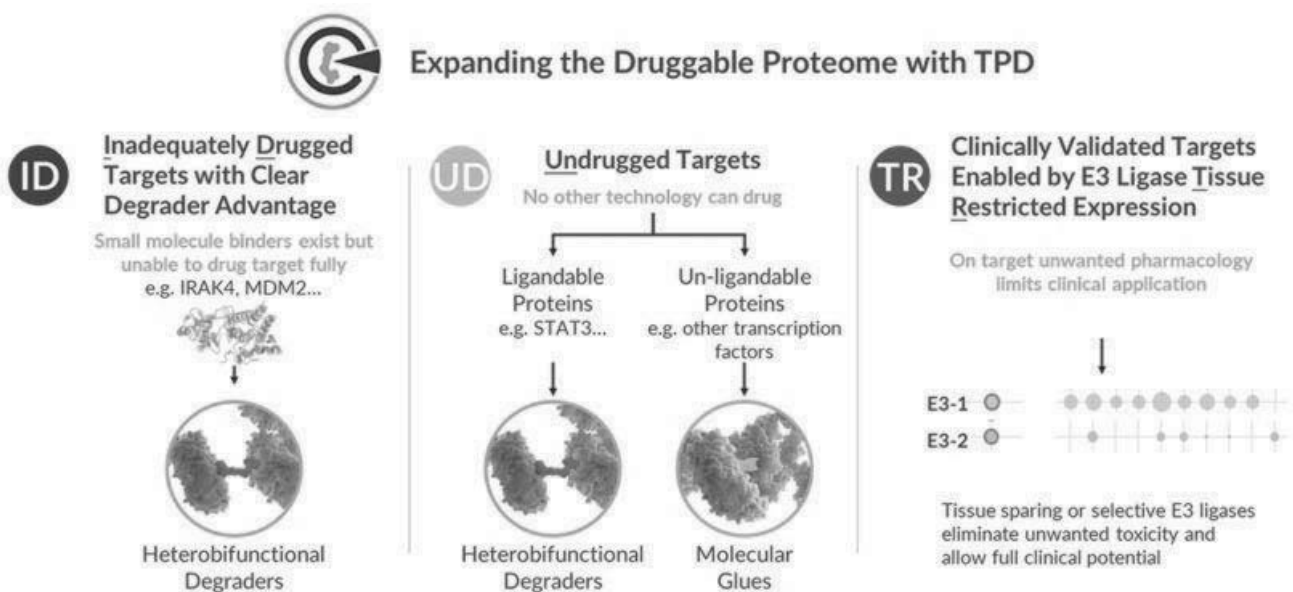 Expanding the Druggable Proteome with TPD
ID
Inadequately Drugged
Targets with Clear
Degrader Advantage
Small molecule binders exist but
unable to drug target fully
e.g. IRAK4, MDM2...
Heterobifunctional
Degraders
UD
Undrugged Targets
No other technology can drug
Ligandable
Proteins
e.g. STAT3...
Heterobifunctional
Degraders
Un-ligandable
Proteins
e.g. other transcription
factors
Molecular
Glues
TR
Clinically Validated Targets
Enabled by E3 Ligase Tissue
Restricted Expression
On target unwanted pharmacology
limits clinical application
E3-1
E3-2
Tissue sparing or selective E3 ligases
eliminate unwanted toxicity and
allow full clinical potential